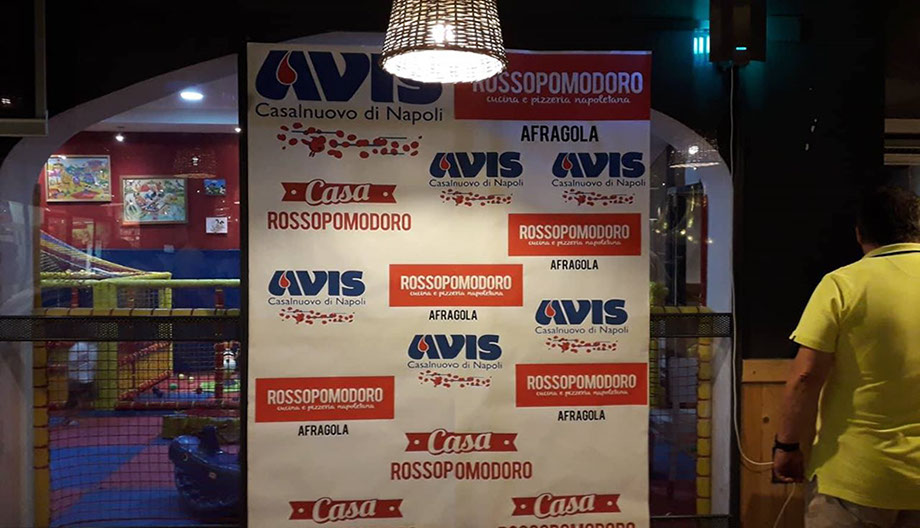 AVIS
Casalnuovo di Napoli
ROSSOPOMODORO
cucina e pizzeria napoletana
AFRAGOLA
AVIS
Casalnuovo di Napoli
AVIS
Casalnuovo di Napoli
Casa
ROSSOPOMODORO
ROSSOPOMODORO
cucina e pizzeria napoletana
AFRAGOLA
AVIS
Casalnuovo di Napoli
ROSSOPOMODORO
cucina e pizzeria napoletana
AFRAGOLA
AVIS
Casalnuovo di Napoli
AVIS
Casalnuovo di Napoli
ROSSOPOMODORO
cucina e pizzeria napoletana
AFRAGOLA
ROSSOPOMODORO
cucina e pizzeria napoletana
AFRAGOLA
Casa
ROSSOPOMODORO
Casa
Casa